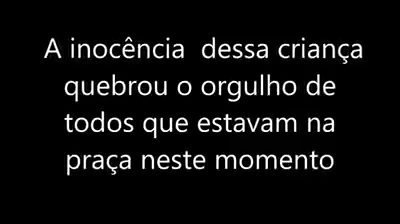 A inocência dessa criança
quebrou o orgulho de
todos que estavam na
praça neste momento